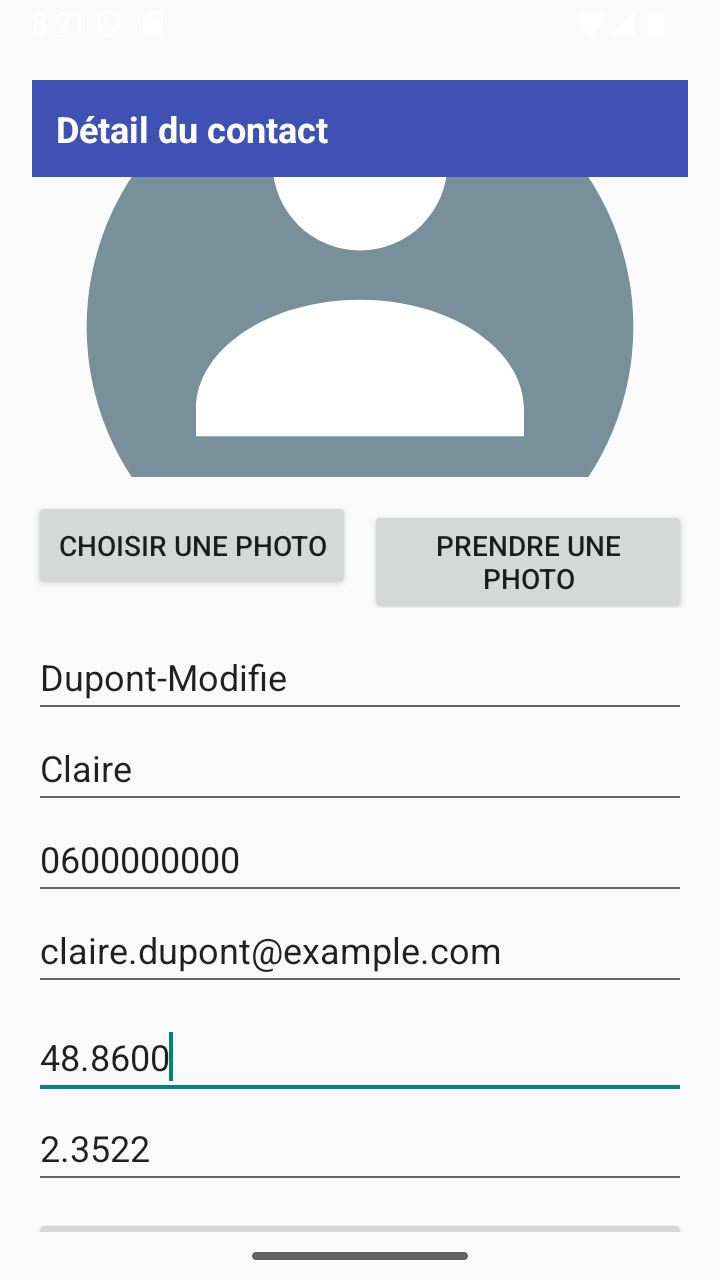 8:21
Détail du contact
CHOISIR UNE PHOTO
PRENDRE UNE
PHOTO
Dupont-Modifie
Claire
0600000000
claire.dupont@example.com
48.8600
2.3522